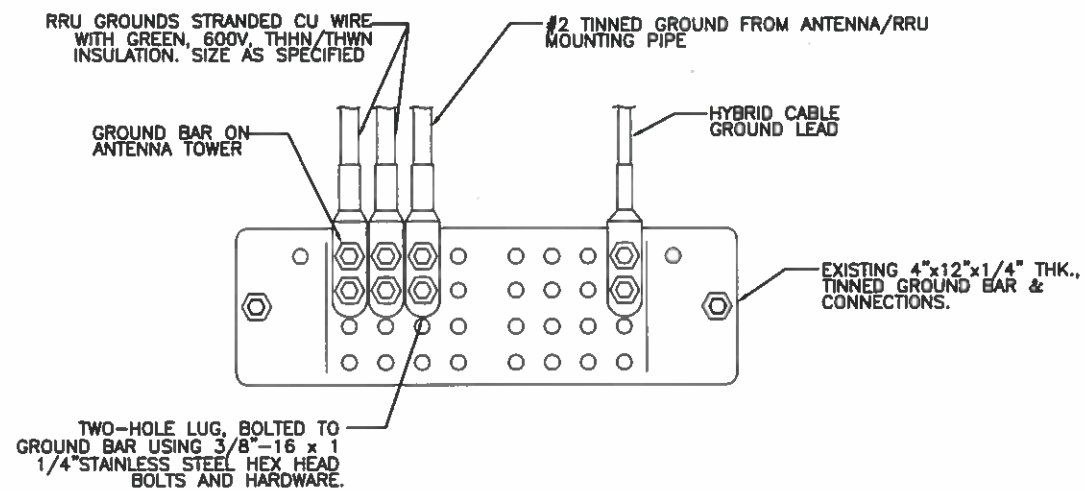 RRU GROUNDS STRANDED CU WIRE
WITH GREEN, 600V, THHN/THWN
INSULATION. SIZE AS SPECIFIED
#2 TINNED GROUND FROM ANTENNA/RRU
MOUNTING PIPE
GROUND BAR ON
ANTENNA TOWER
HYBRID CABLE
GROUND LEAD
EXISTING 4"x12"x1/4" THK.,
TINNED GROUND BAR &
CONNECTIONS.
TWO-HOLE LUG, BOLTED TO
GROUND BAR USING 3/8"-16 x 1
1/4"STAINLESS STEEL HEX HEAD
BOLTS AND HARDWARE.